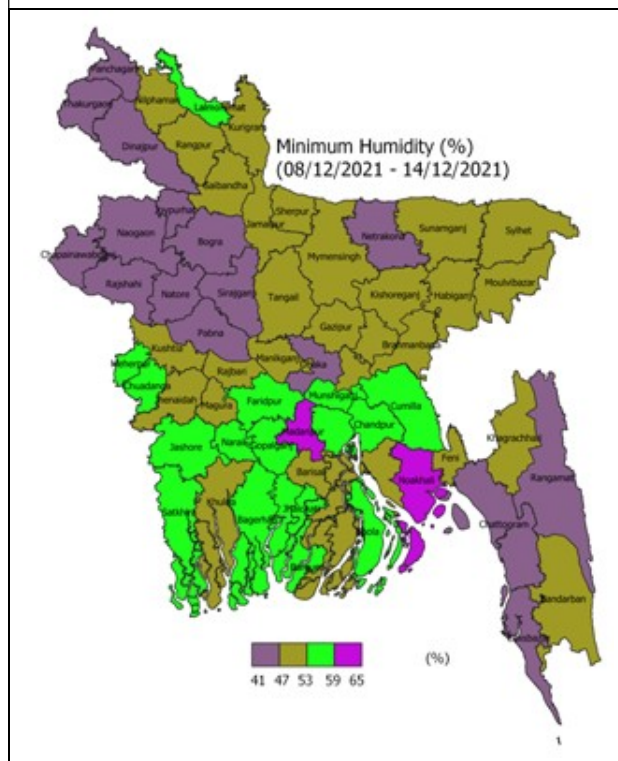 Panchagarh
Thakurgaon
Nilphamari
Lalmonirhat
Dinajpur
Rangpur
Kurigram
Minimum Humidity (%)
(08/12/2021 - 14/12/2021)
Gaibandha
Joypurhat
Sherpur
Jamalpur
Naogaon
Bogra
Netrakona
Sunamganj
Sylhet
Mymensingh
Chapainawabganj
Rajshahi
Natore
Sirajganj
Tangail
Kishoreganj
Habiganj
Moulvibazar
Pabna
Gazipur
Kushtia
Manikganj
Dhaka
Brahmanbaria
Meherpur
Rajbari
Chuadanga
Jhenaidah
Magura
Faridpur
Munshiganj
Cumilla
Khagrachhari
Jashore
Narail
Gopalganj
Madaripur
Chandpur
Feni
Rangamati
Barisal
Noakhali
Khulna
Satkhira
Bagerhat
Bhola
Chattogram
Bandarban
(%)
41 47 53 59 65